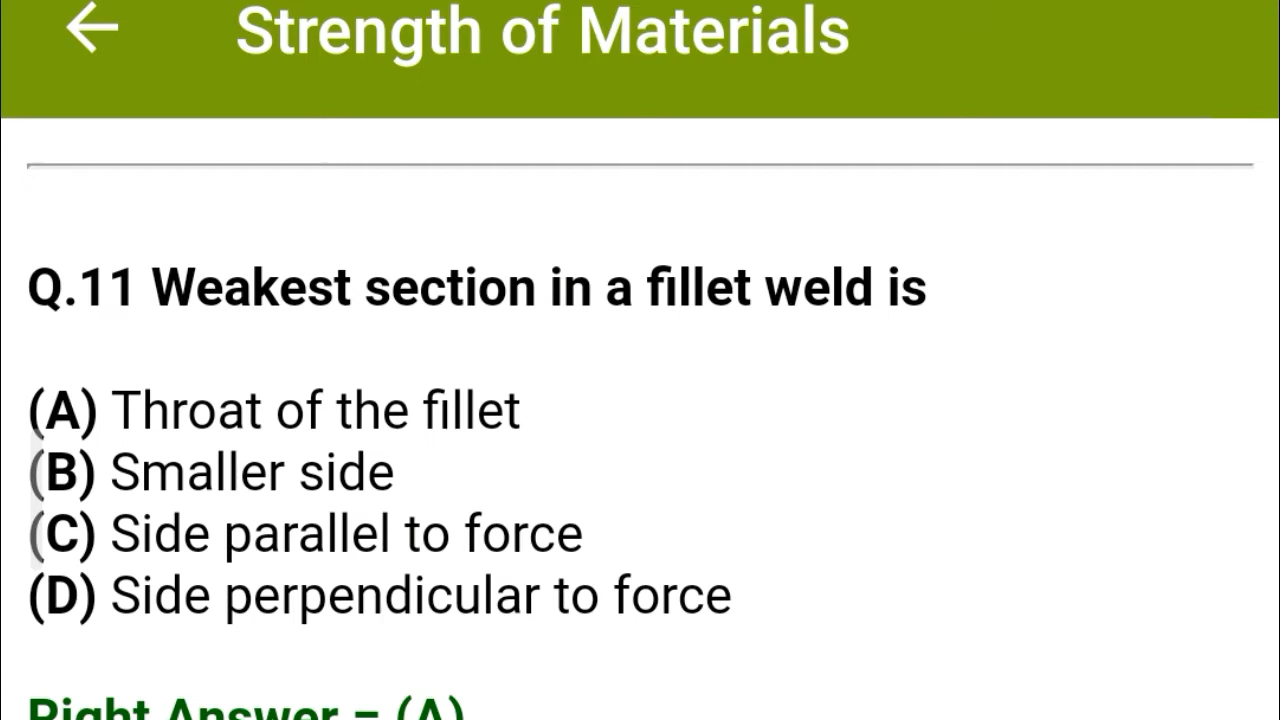 Strength of Materials
Q.11 Weakest section in a fillet weld is
(A) Throat of the fillet
(B) Smaller side
(C) Side parallel to force
(D) Side perpendicular to force
Right Answer = (A)